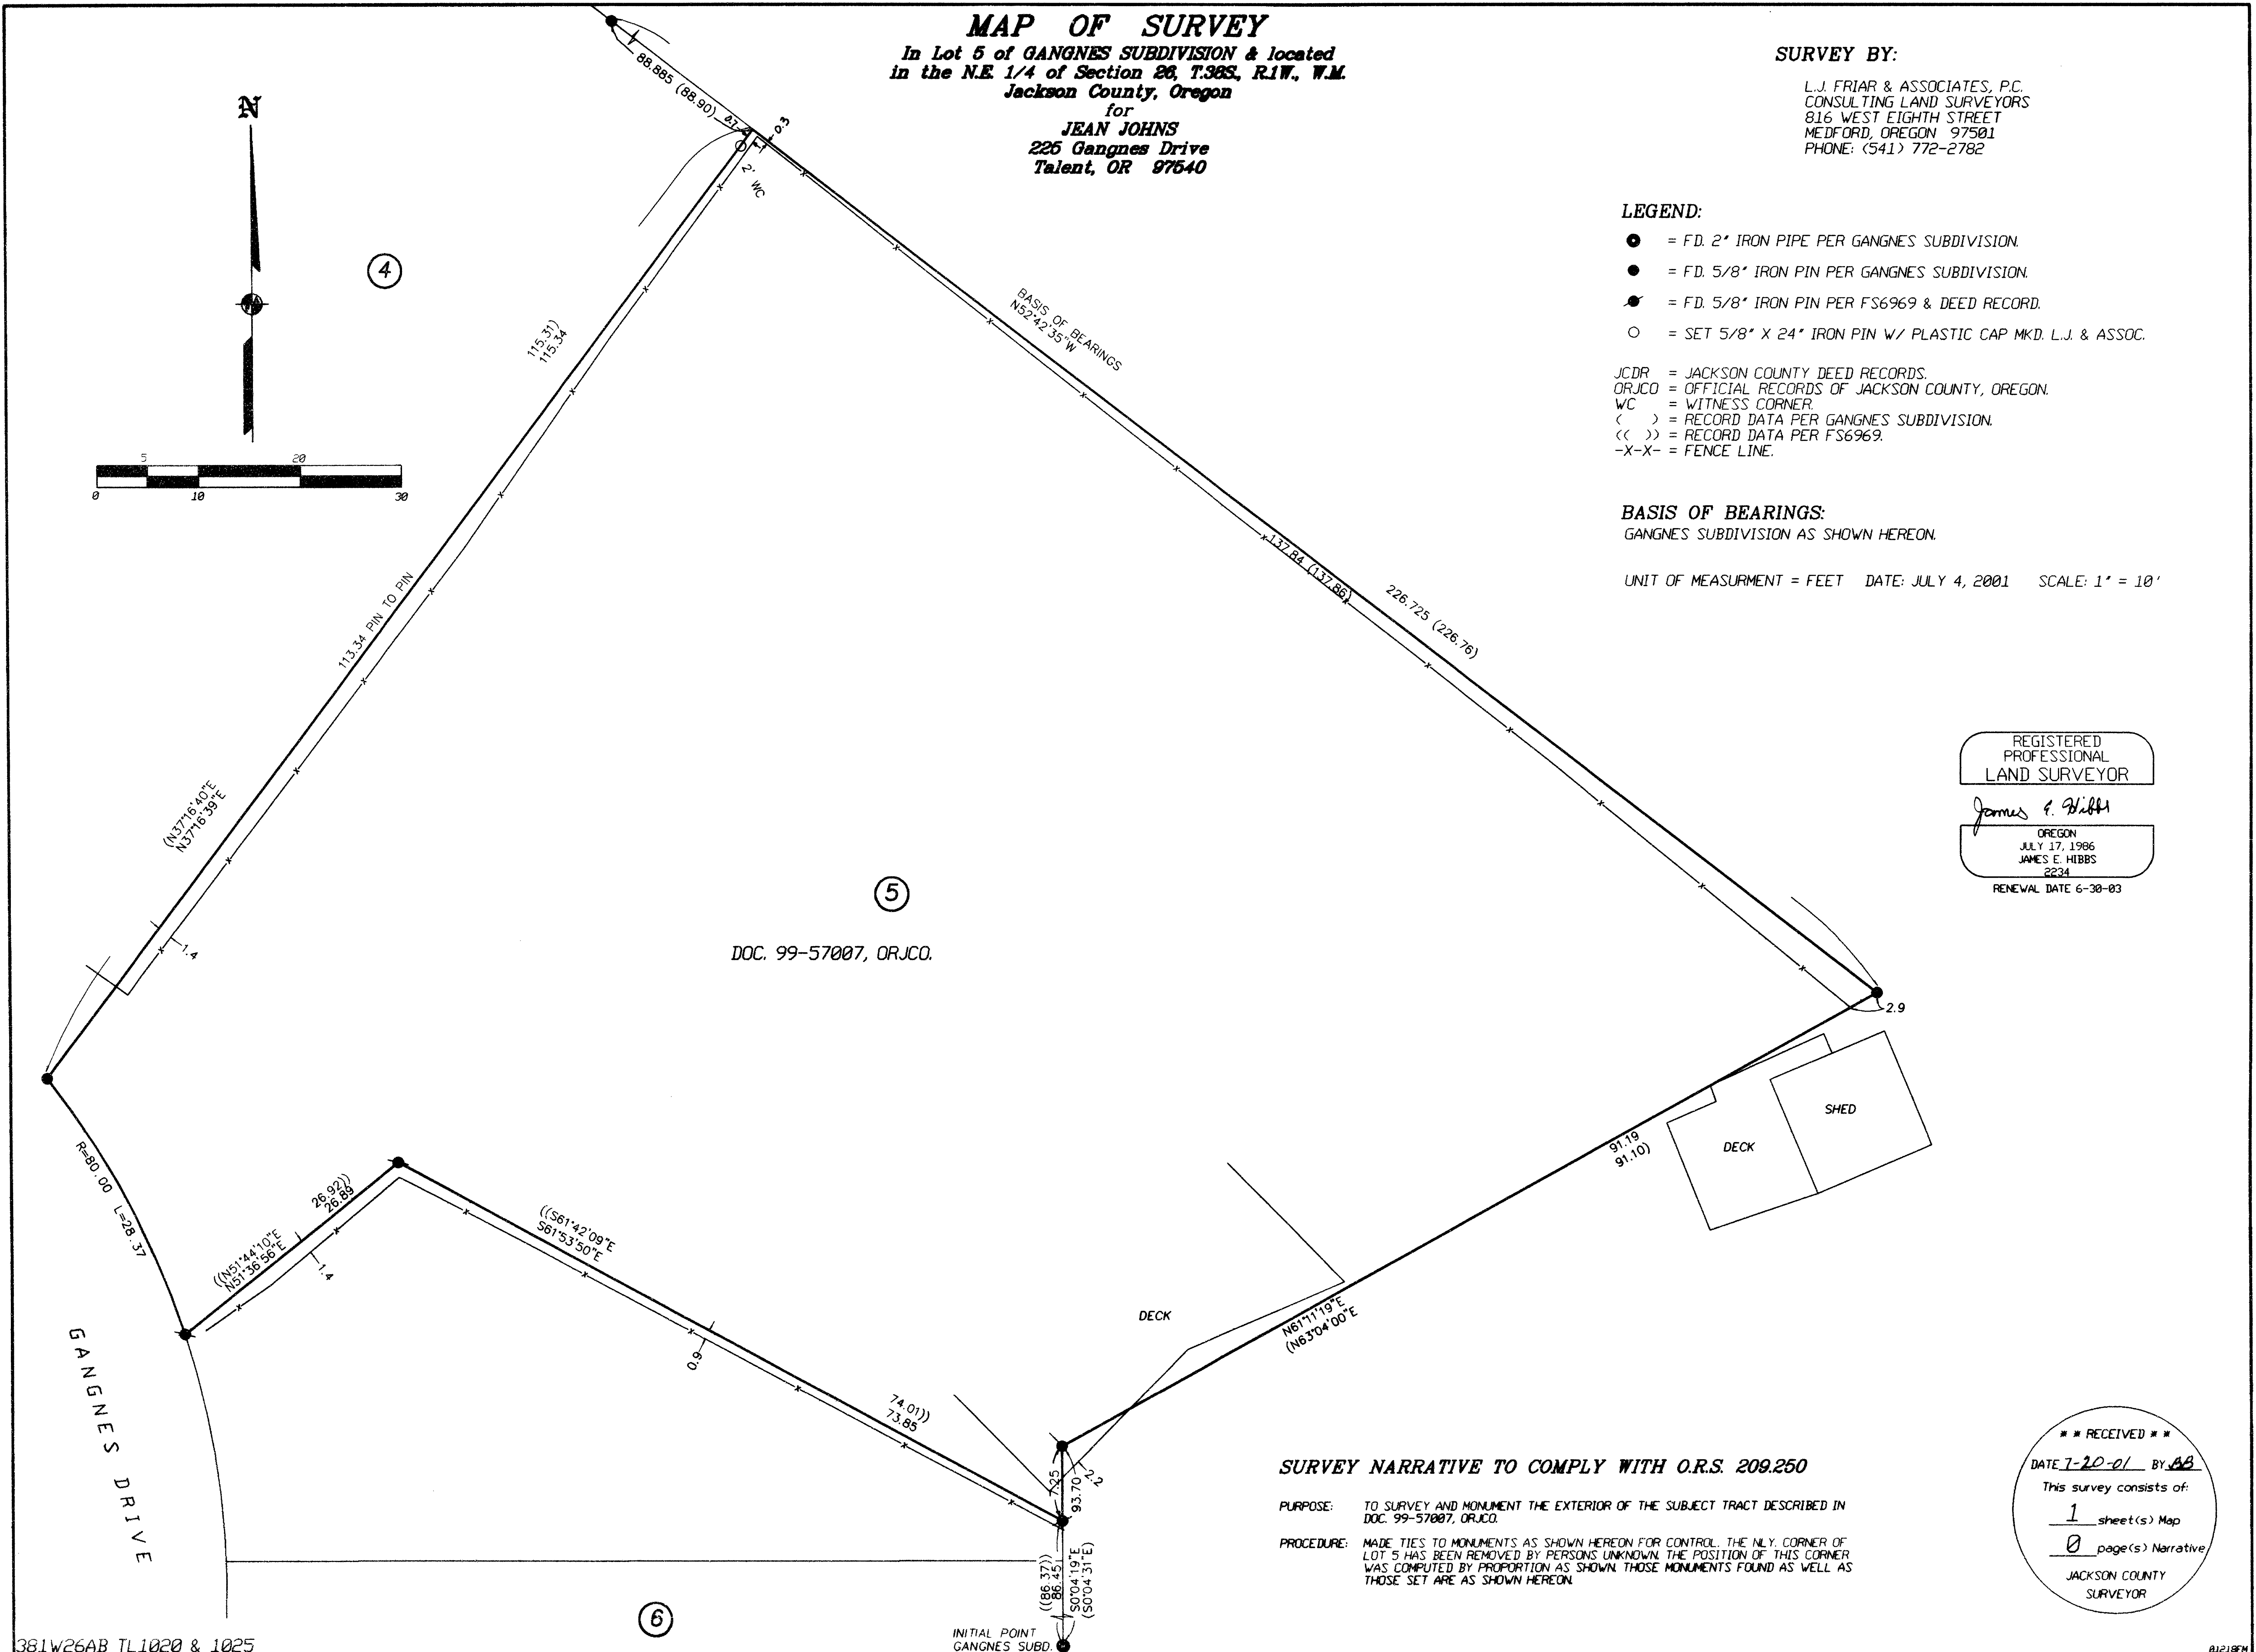 MAP OF SURVEY
In Lot 5 of GANGNES SUBDIVISION & located
in the N.E. 1/4 of Section 26, T.38S., R.1W., W.M.
Jackson County, Oregon
for
JEAN JOHNS
225 Gangnes Drive
Talent, OR 97540
SURVEY BY:
L.J. FRIAR & ASSOCIATES, P.C.
CONSULTING LAND SURVEYORS
816 WEST EIGHTH STREET
MEDFORD, OREGON 97501
PHONE: (541) 772-2782
LEGEND:
= FD. 2" IRON PIPE PER GANGNES SUBDIVISION.
= FD. 5/8" IRON PIN PER GANGNES SUBDIVISION.
= FD. 5/8" IRON PIN PER FS6969 & DEED RECORD.
= SET 5/8" X 24" IRON PIN W/ PLASTIC CAP MKD. L.J. & ASSOC.
JCDR = JACKSON COUNTY DEED RECORDS.
ORJCO = OFFICIAL RECORDS OF JACKSON COUNTY, OREGON.
WC = WITNESS CORNER.
( ) = RECORD DATA PER GANGNES SUBDIVISION.
(( )) = RECORD DATA PER FS6969.
-X-X- = FENCE LINE.
BASIS OF BEARINGS:
GANGNES SUBDIVISION AS SHOWN HEREON.
UNIT OF MEASURMENT = FEET DATE: JULY 4, 2001 SCALE: 1" = 10'
N
4
5 20
0 10 30
88.885 (88.90)
0.7
0.3
2' WC
115.31)
115.34
BASIS OF BEARINGS
N52°42'35"W
137.84 (137.86)
226.725 (226.76)
113.34 PIN TO PIN
(N37°16'40"E
N37°16'39"E
1.4
5
DOC. 99-57007, ORJCO.
REGISTERED
PROFESSIONAL
LAND SURVEYOR
James E. Hibbs
OREGON
JULY 17, 1986
JAMES E. HIBBS
2234
RENEWAL DATE 6-30-03
2.9
SHED
DECK
91.19
91.10)
R=80.00 L=28.37
26.92))
26.89
((N51°44'10"E
N51°36'56"E
1.4
((S61°42'09"E
S61°53'50"E
0.9
74.01))
73.85
DECK
N61°11'19"E
(N63°04'00"E
GANGNES DRIVE
7.25
93.70
2.2
((86.37))
86.45
S0°04'19"E
(S0°04'31"E)
6
INITIAL POINT
GANGNES SUBD.
SURVEY NARRATIVE TO COMPLY WITH O.R.S. 209.250
PURPOSE: TO SURVEY AND MONUMENT THE EXTERIOR OF THE SUBJECT TRACT DESCRIBED IN
DOC. 99-57007, ORJCO.
PROCEDURE: MADE TIES TO MONUMENTS AS SHOWN HEREON FOR CONTROL. THE NLY. CORNER OF
LOT 5 HAS BEEN REMOVED BY PERSONS UNKNOWN. THE POSITION OF THIS CORNER
WAS COMPUTED BY PROPORTION AS SHOWN. THOSE MONUMENTS FOUND AS WELL AS
THOSE SET ARE AS SHOWN HEREON.
* * RECEIVED * *
DATE 7-20-01 BY BB
This survey consists of:
1 sheet(s) Map
0 page(s) Narrative
JACKSON COUNTY
SURVEYOR
381W26AB TL1020 & 1025
01218FM